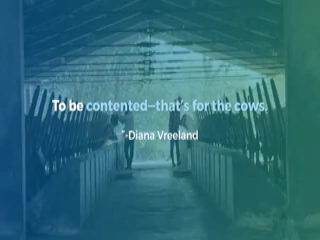 To be contented–that's for the cows.
-Diana Vreeland